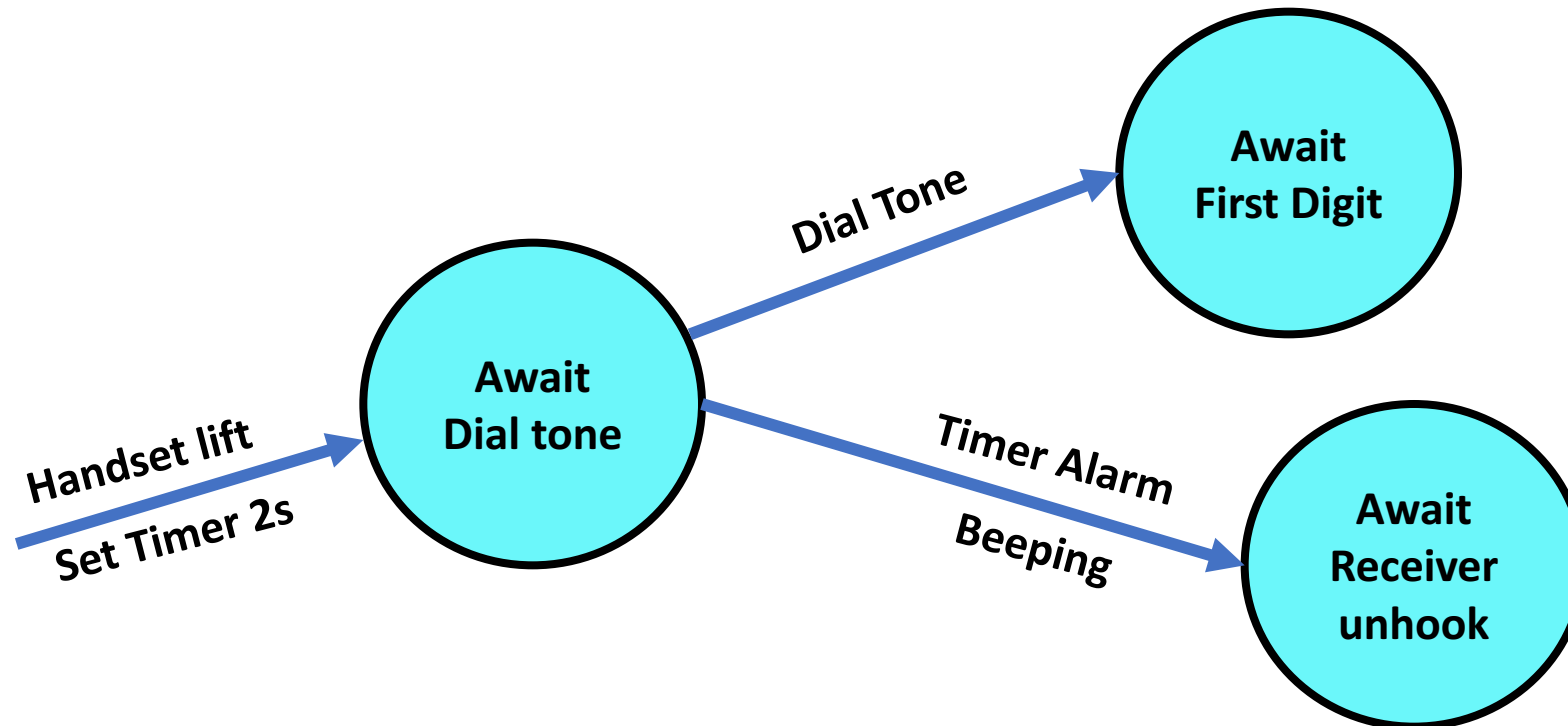 Handset lift
Set Timer 2s
Await
Dial tone
Dial Tone
Await
First Digit
Timer Alarm
Beeping
Await
Receiver
unhook